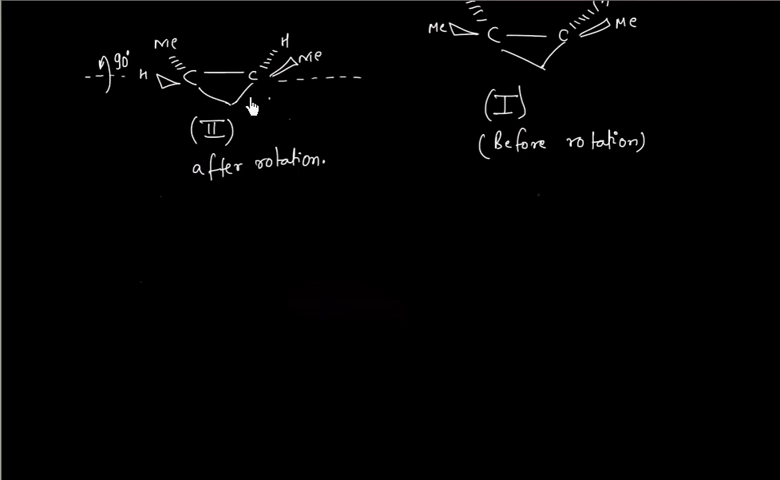 Me H
90° H C C Me
(II)
after rotation.
Me C C Me
(I)
(Before rotation)